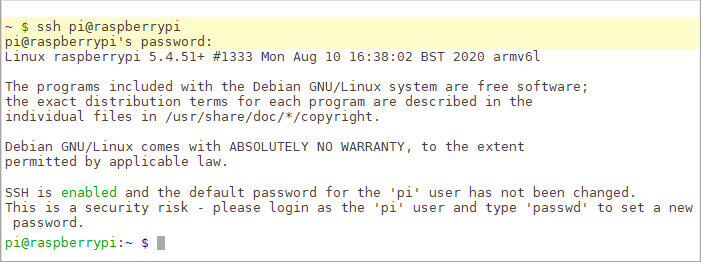 ~ $ ssh pi@raspberrypi
pi@raspberrypi's password:
Linux raspberrypi 5.4.51+ #1333 Mon Aug 10 16:38:02 BST 2020 armv6l

The programs included with the Debian GNU/Linux system are free software;
the exact distribution terms for each program are described in the
individual files in /usr/share/doc/*/copyright.

Debian GNU/Linux comes with ABSOLUTELY NO WARRANTY, to the extent
permitted by applicable law.

SSH is enabled and the default password for the 'pi' user has not been changed.
This is a security risk - please login as the 'pi' user and type 'passwd' to set a new
 password.
pi@raspberrypi:~ $